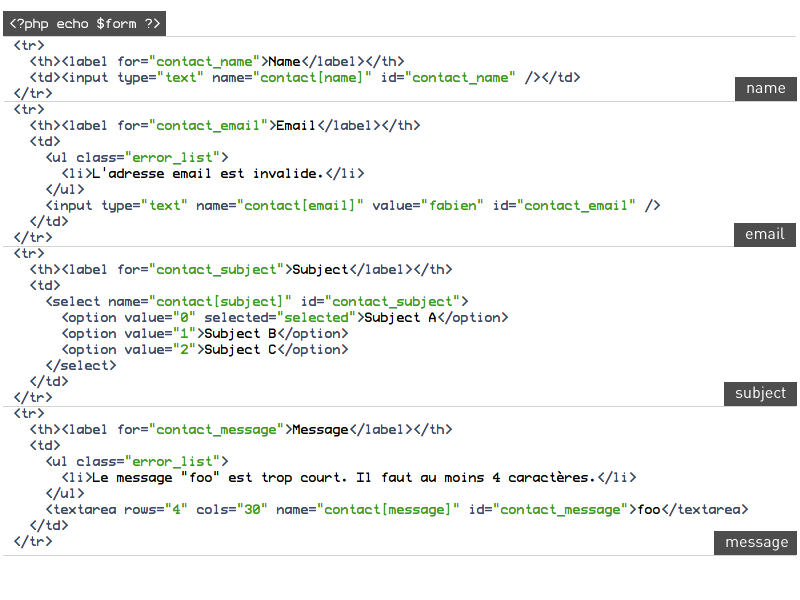 <?php echo $form ?>
<tr>
<th><label for="contact_name">Name</label></th>
<td><input type="text" name="contact[name]" id="contact_name" /></td>
</tr>
name
<tr>
<th><label for="contact_email">Email</label></th>
<td>
<ul class="error_list">
<li>L'adresse email est invalide.</li>
</ul>
<input type="text" name="contact[email]" value="fabien" id="contact_email" />
</td>
</tr>
email
<tr>
<th><label for="contact_subject">Subject</label></th>
<td>
<select name="contact[subject]" id="contact_subject">
<option value="0" selected="selected">Subject A</option>
<option value="1">Subject B</option>
<option value="2">Subject C</option>
</select>
</td>
</tr>
subject
<tr>
<th><label for="contact_message">Message</label></th>
<td>
<ul class="error_list">
<li>Le message "foo" est trop court. Il faut au moins 4 caractères.</li>
</ul>
<textarea rows="4" cols="30" name="contact[message]" id="contact_message">foo</textarea>
</td>
</tr>
message